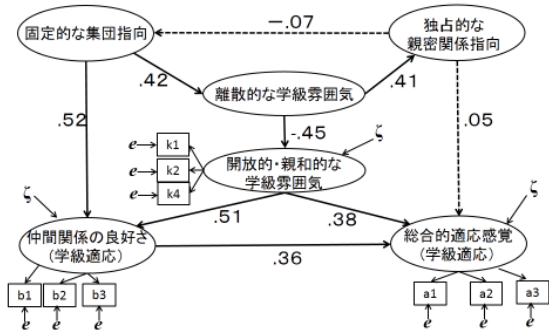 固定的な集団指向
-.07
独占的な
親密関係指向
.42
離散的な学級雰囲気
.41
.52
-.45
.05
e
k1
e
k2
e
k4
ζ
開放的・親和的な
学級雰囲気
ζ
.51
.38
ζ
仲間関係の良好さ
(学級適応)
.36
総合的適応感覚
(学級適応)
b1
b2
b3
a1
a2
a3
e
e
e
e
e
e